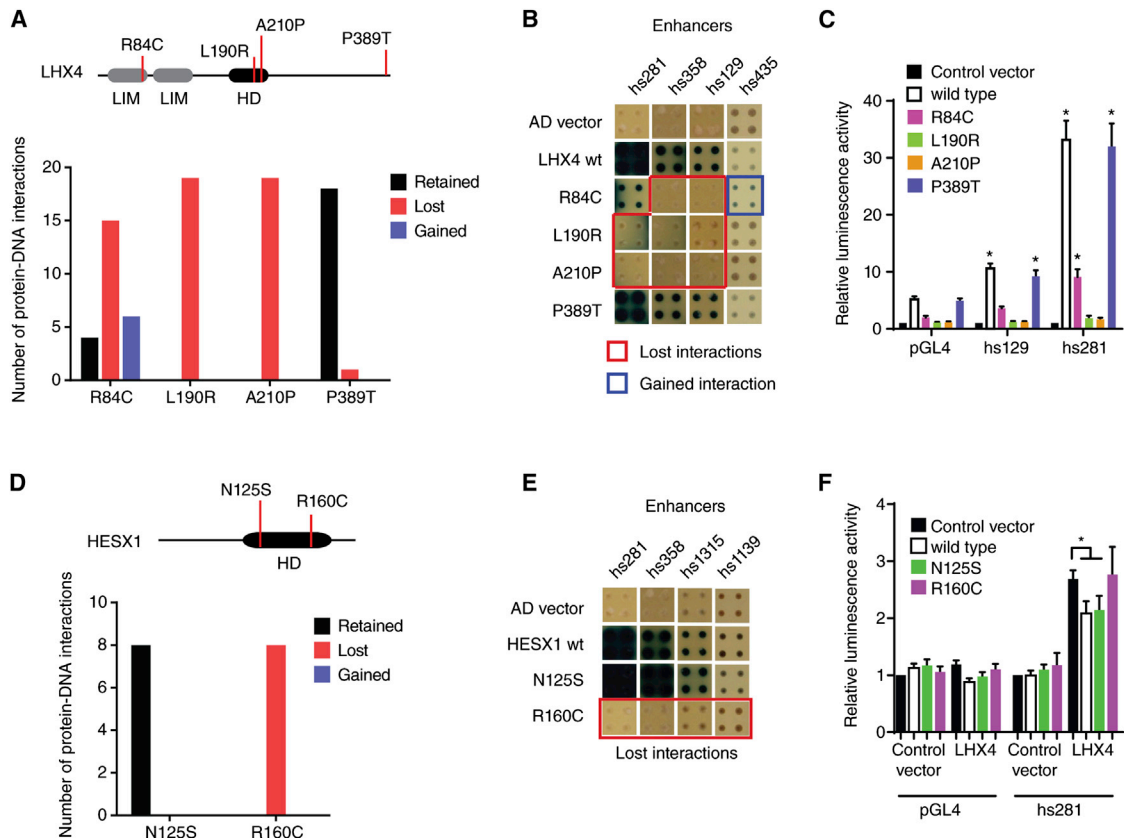 A
R84C
L190R
A210P
P389T
LHX4
LIM
LIM
HD
Number of protein-DNA interactions
20
15
10
5
0
Retained
Lost
Gained
R84C
L190R
A210P
P389T
B
Enhancers
hs281
hs358
hs129
hs435
AD vector
LHX4 wt
R84C
L190R
A210P
P389T
Lost interactions
Gained interaction
C
Relative luminescence activity
40
30
20
10
0
Control vector
wild type
R84C
L190R
A210P
P389T
*
*
*
*
*
pGL4
hs129
hs281
D
N125S
R160C
HESX1
HD
Number of protein-DNA interactions
10
8
6
4
2
0
Retained
Lost
Gained
N125S
R160C
E
Enhancers
hs281
hs358
hs1315
hs1139
AD vector
HESX1 wt
N125S
R160C
Lost interactions
F
Relative luminescence activity
4
3
2
1
0
Control vector
wild type
N125S
R160C
*
Control
vector
LHX4
Control
vector
LHX4
pGL4
hs281